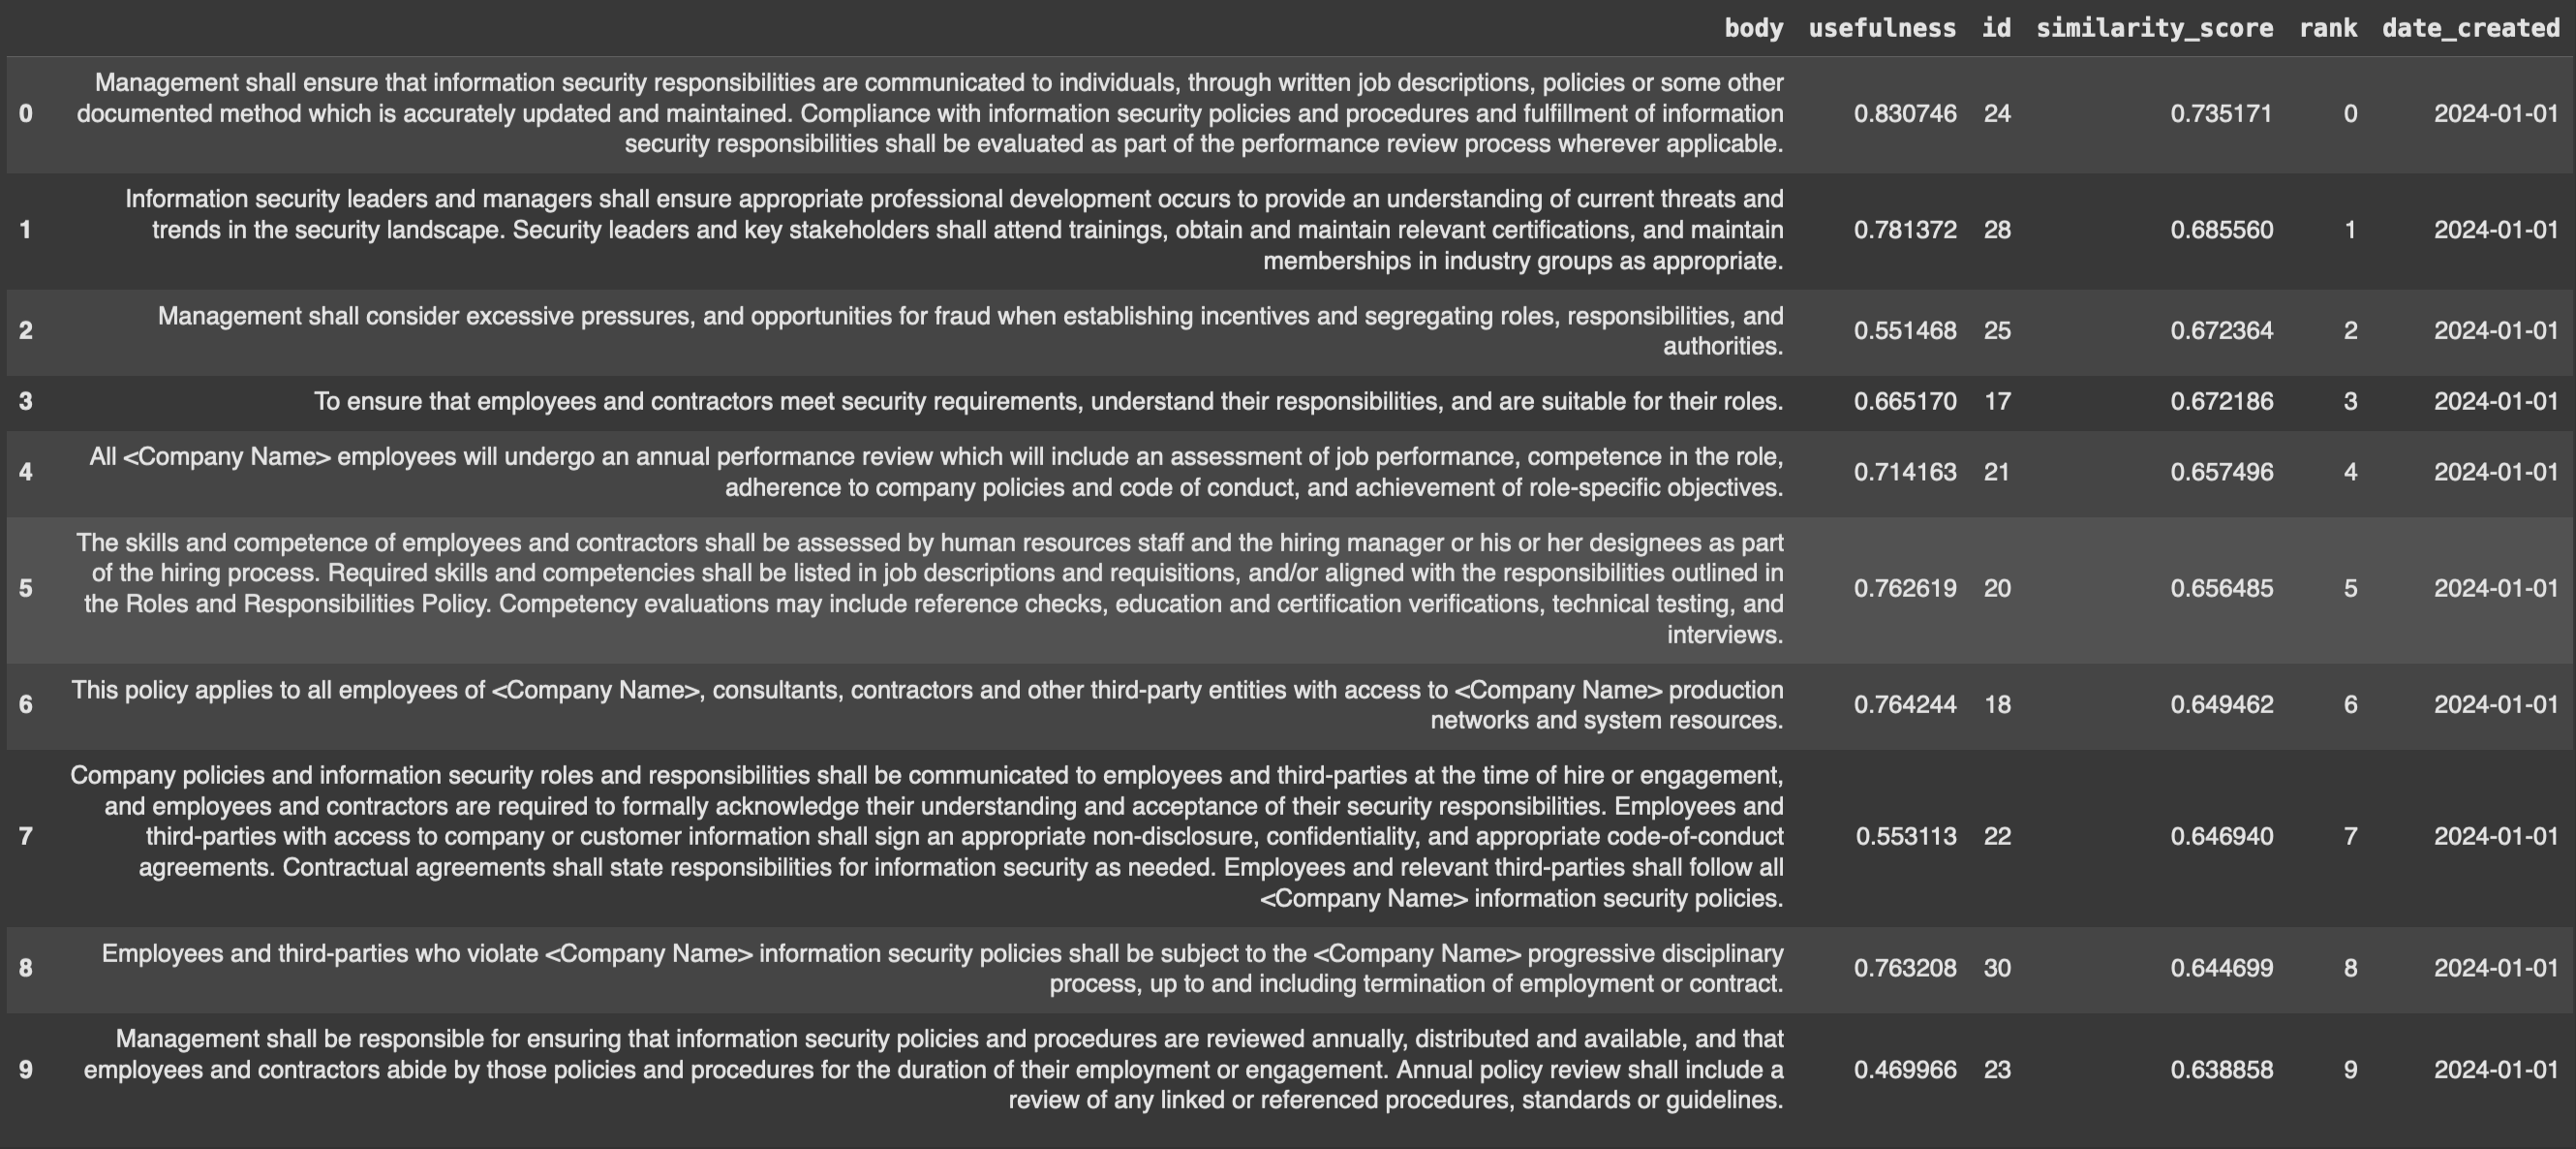 body usefulness id similarity_score rank date_created
Management shall ensure that information security responsibilities are communicated to individuals, through written job descriptions, policies or some other
0 documented method which is accurately updated and maintained. Compliance with information security policies and procedures and fulfillment of information 0.830746 24 0.735171 0 2024-01-01
security responsibilities shall be evaluated as part of the performance review process wherever applicable.
Information security leaders and managers shall ensure appropriate professional development occurs to provide an understanding of current threats and
1 trends in the security landscape. Security leaders and key stakeholders shall attend trainings, obtain and maintain relevant certifications, and maintain 0.781372 28 0.685560 1 2024-01-01
memberships in industry groups as appropriate.
Management shall consider excessive pressures, and opportunities for fraud when establishing incentives and segregating roles, responsibilities, and
2 0.551468 25 0.672364 2 2024-01-01
authorities.
3 To ensure that employees and contractors meet security requirements, understand their responsibilities, and are suitable for their roles. 0.665170 17 0.672186 3 2024-01-01
All <Company Name> employees will undergo an annual performance review which will include an assessment of job performance, competence in the role,
4 0.714163 21 0.657496 4 2024-01-01
adherence to company policies and code of conduct, and achievement of role-specific objectives.
The skills and competence of employees and contractors shall be assessed by human resources staff and the hiring manager or his or her designees as part
of the hiring process. Required skills and competencies shall be listed in job descriptions and requisitions, and/or aligned with the responsibilities outlined in
5 0.762619 20 0.656485 5 2024-01-01
the Roles and Responsibilities Policy. Competency evaluations may include reference checks, education and certification verifications, technical testing, and
interviews.
This policy applies to all employees of <Company Name>, consultants, contractors and other third-party entities with access to <Company Name> production
6 0.764244 18 0.649462 6 2024-01-01
networks and system resources.
Company policies and information security roles and responsibilities shall be communicated to employees and third-parties at the time of hire or engagement,
and employees and contractors are required to formally acknowledge their understanding and acceptance of their security responsibilities. Employees and
7 third-parties with access to company or customer information shall sign an appropriate non-disclosure, confidentiality, and appropriate code-of-conduct 0.553113 22 0.646940 7 2024-01-01
agreements. Contractual agreements shall state responsibilities for information security as needed. Employees and relevant third-parties shall follow all
<Company Name> information security policies.
Employees and third-parties who violate <Company Name> information security policies shall be subject to the <Company Name> progressive disciplinary
8 0.763208 30 0.644699 8 2024-01-01
process, up to and including termination of employment or contract.
Management shall be responsible for ensuring that information security policies and procedures are reviewed annually, distributed and available, and that
9 employees and contractors abide by those policies and procedures for the duration of their employment or engagement. Annual policy review shall include a 0.469966 23 0.638858 9 2024-01-01
review of any linked or referenced procedures, standards or guidelines.